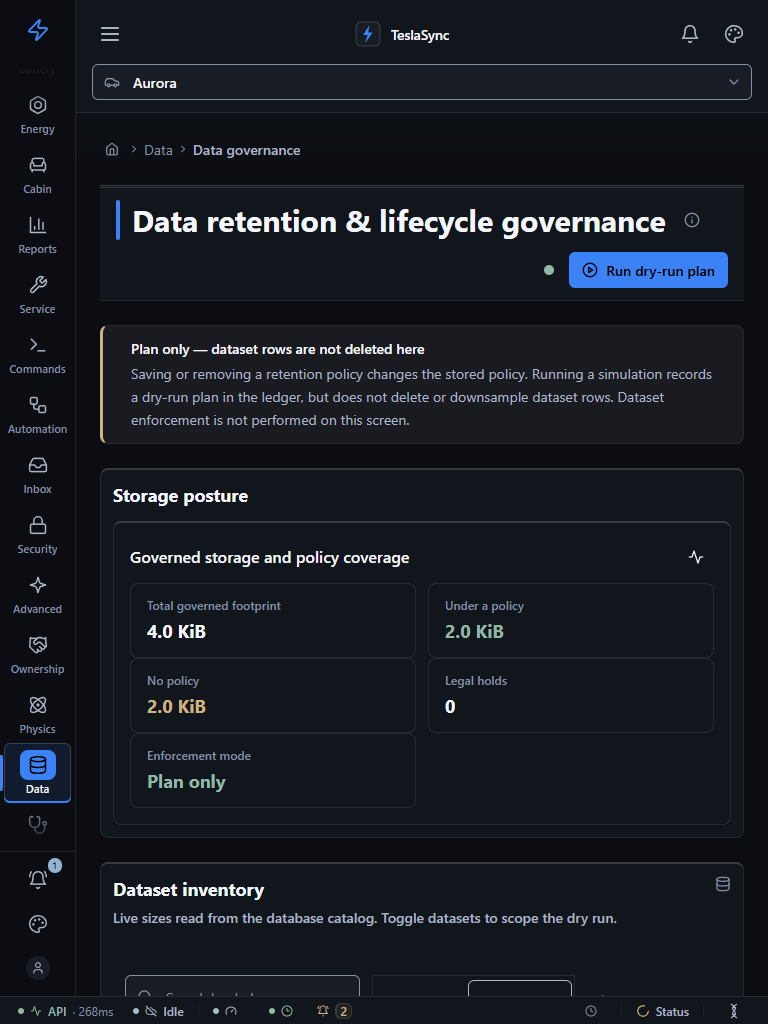 TeslaSync
Aurora
Energy
Cabin
Reports
Service
Commands
Automation
Inbox
Security
Advanced
Ownership
Physics
Data
1
Data
Data governance
Data retention & lifecycle governance
Run dry-run plan
Plan only — dataset rows are not deleted here
Saving or removing a retention policy changes the stored policy. Running a simulation records
a dry-run plan in the ledger, but does not delete or downsample dataset rows. Dataset
enforcement is not performed on this screen.
Storage posture
Governed storage and policy coverage
Total governed footprint
4.0 KiB
Under a policy
2.0 KiB
No policy
2.0 KiB
Legal holds
0
Enforcement mode
Plan only
Dataset inventory
Live sizes read from the database catalog. Toggle datasets to scope the dry run.
API · 268ms
Idle
2
Status